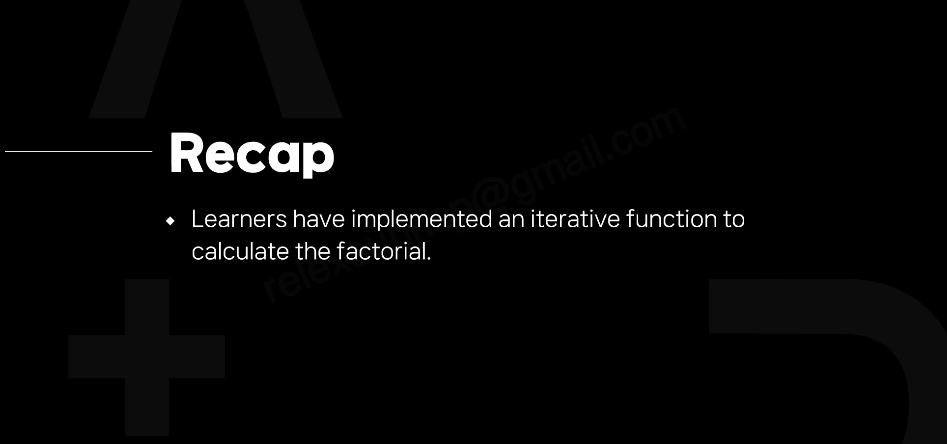 Recap
Learners have implemented an iterative function to
calculate the factorial.